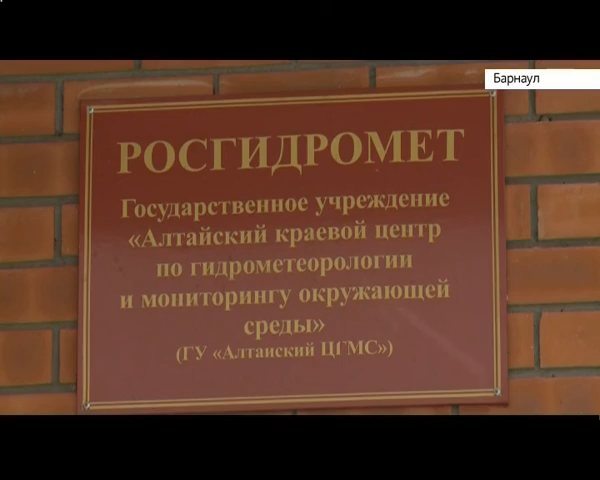 Барнаул
РОСГИДРОМЕТ
Государственное учреждение
«Алтайский краевой центр
по гидрометеорологии
и мониторингу окружающей
среды»
(ГУ «Алтайский ЦГМС»)